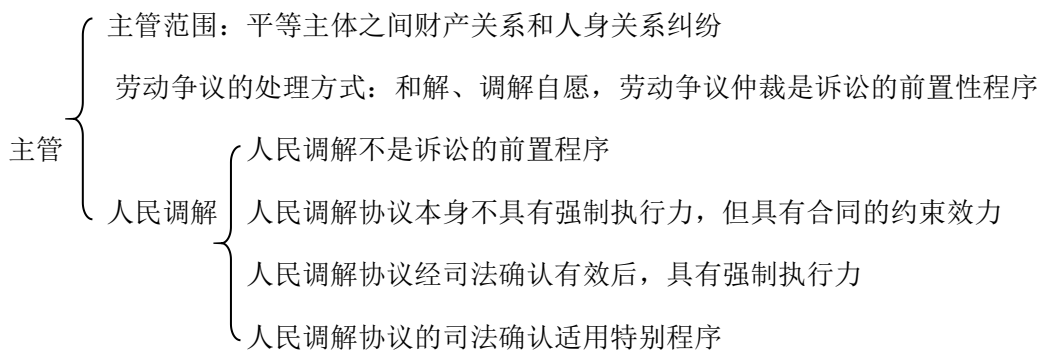 主管范围：平等主体之间财产关系和人身关系纠纷
劳动争议的处理方式：和解、调解自愿，劳动争议仲裁是诉讼的前置性程序
主管
人民调解不是诉讼的前置程序
人民调解
人民调解协议本身不具有强制执行力，但具有合同的约束效力
人民调解协议经司法确认有效后，具有强制执行力
人民调解协议的司法确认适用特别程序